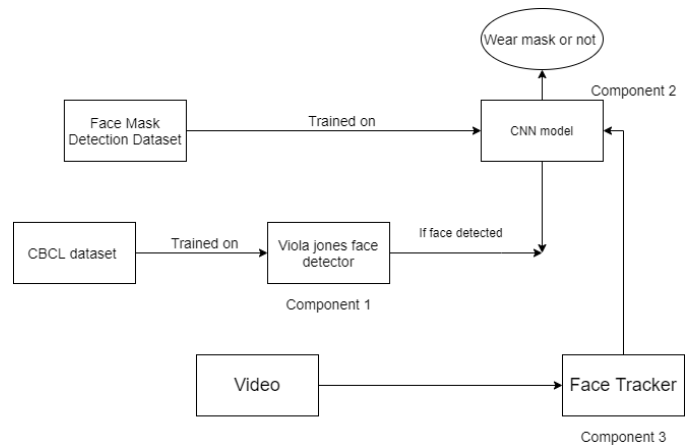 Wear mask or not
Component 2
Face Mask
Detection Dataset
Trained on
CNN model
CBCL dataset
Trained on
Viola jones face
detector
If face detected
Component 1
Video
Face Tracker
Component 3